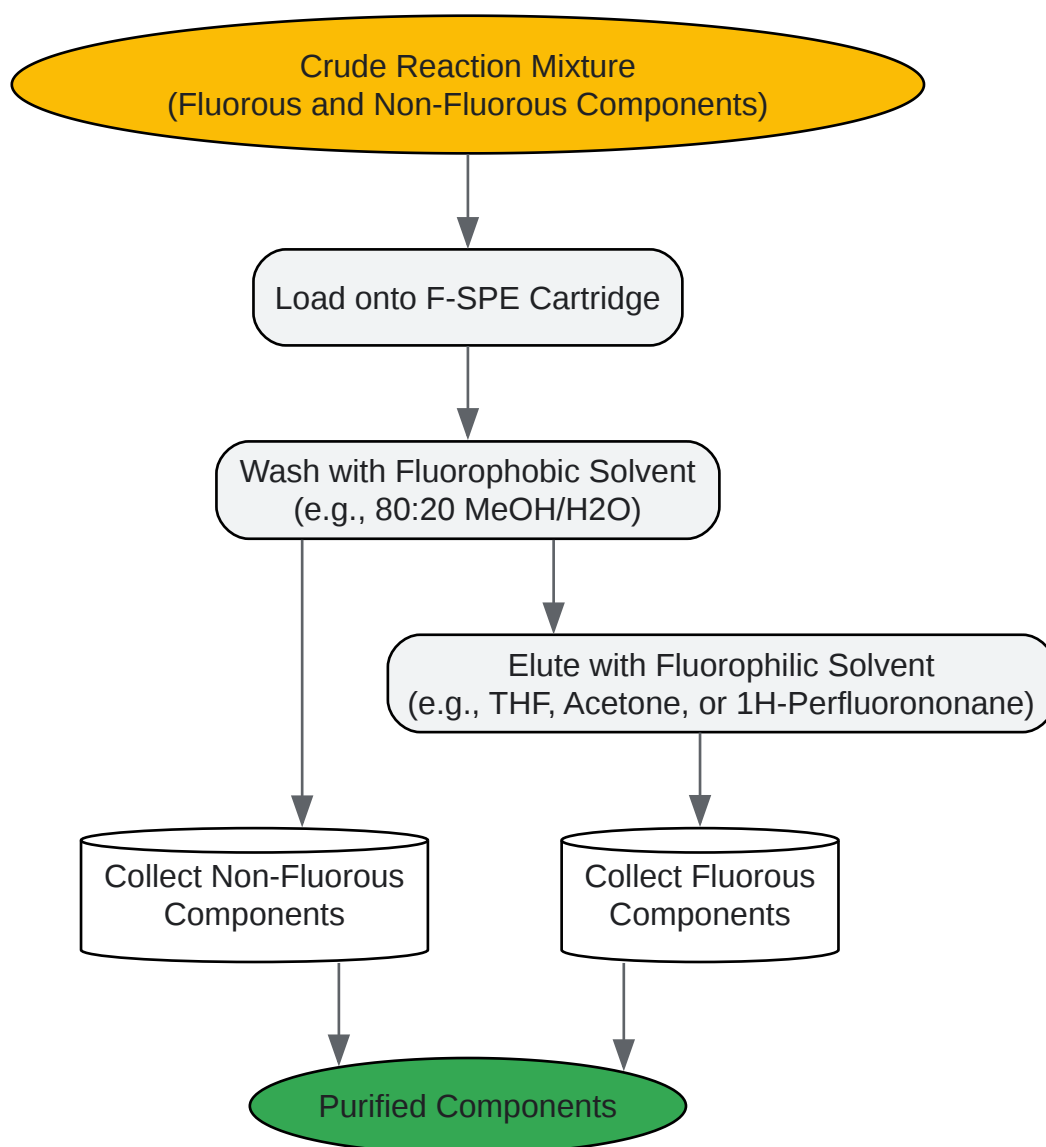 Crude Reaction Mixture
(Fluorous and Non-Fluorous Components)
Load onto F-SPE Cartridge
Wash with Fluorophobic Solvent
(e.g., 80:20 MeOH/H2O)
Elute with Fluorophilic Solvent
(e.g., THF, Acetone, or 1H-Perfluorononane)
Collect Non-Fluorous
Components
Collect Fluorous
Components
Purified Components